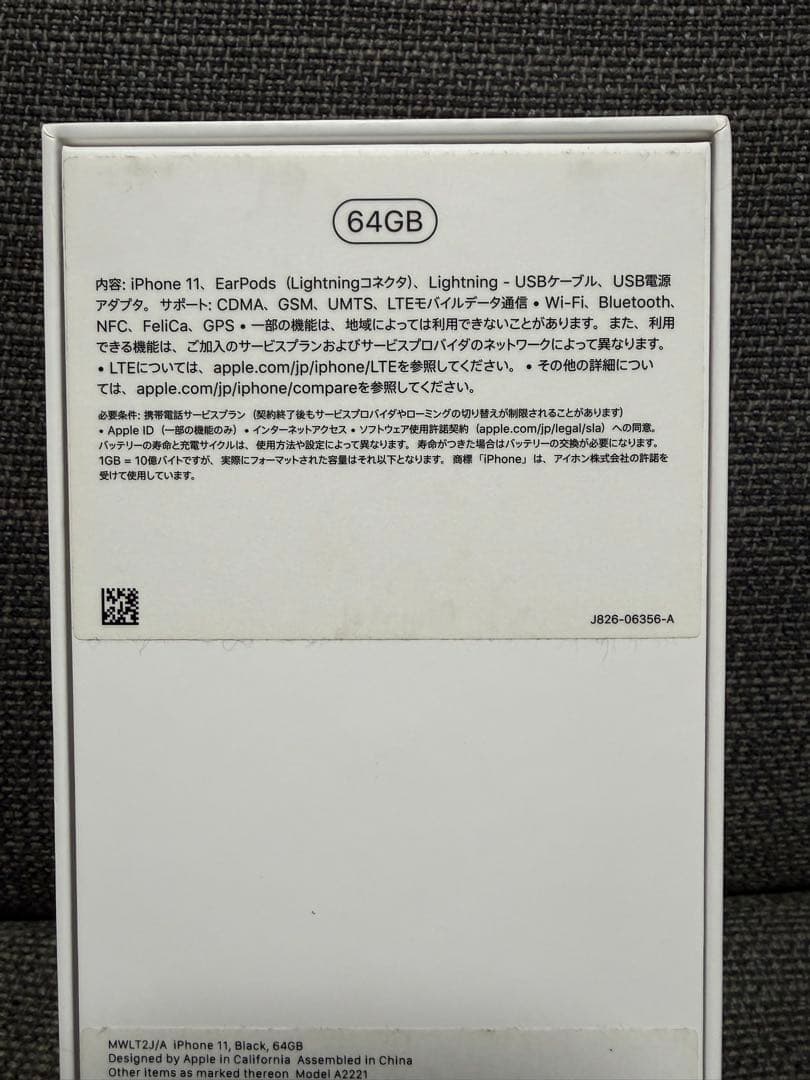 64GB
内容: iPhone 11、EarPods（Lightningコネクタ）、Lightning - USBケーブル、USB電源
アダプタ。 サポート: CDMA、GSM、UMTS、LTEモバイルデータ通信 • Wi-Fi、Bluetooth、
NFC、FeliCa、GPS • 一部の機能は、地域によっては利用できないことがあります。また、利用
できる機能は、ご加入のサービスプランおよびサービスプロバイダのネットワークによって異なります。
• LTEについては、apple.com/jp/iphone/LTEを参照してください。 • その他の詳細につい
ては、apple.com/jp/iphone/compareを参照してください。
必要条件: 携帯電話サービスプラン（契約終了後もサービスプロバイダやローミングの切り替えが制限されることがあります）
• Apple ID（一部の機能のみ）• インターネットアクセス • ソフトウェア使用許諾契約（apple.com/jp/legal/sla）への同意。
バッテリーの寿命と充電サイクルは、使用方法や設定によって異なります。 寿命がつきた場合はバッテリーの交換が必要になります。
1GB = 10億バイトですが、実際にフォーマットされた容量はそれ以下となります。 商標「iPhone」は、アイホン株式会社の許諾を
受けて使用しています。
J826-06356-A
MWLT2J/A iPhone 11, Black, 64GB
Designed by Apple in California Assembled in China
Other items as marked thereon Model A2221